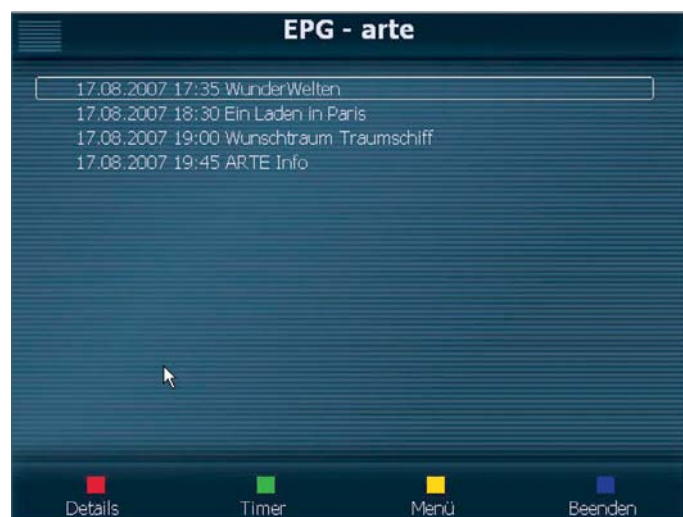 EPG - arte
17.08.2007 17:35 WunderWelten
17.08.2007 18:30 Ein Laden in Paris
17.08.2007 19:00 Wunschtraum Traumschiff
17.08.2007 19:45 ARTE Info
Details Timer Menü Beenden